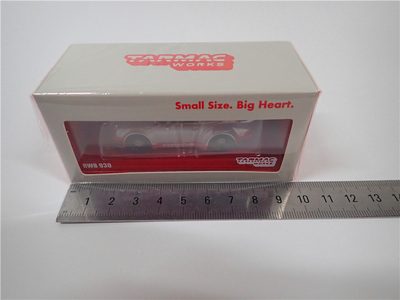 TARMAC
WORKS
Small Size. Big Heart.
RWB 930
TARMAC
WORKS
1 2 3 4 5 6 7 8 9 10 11 12 13 14